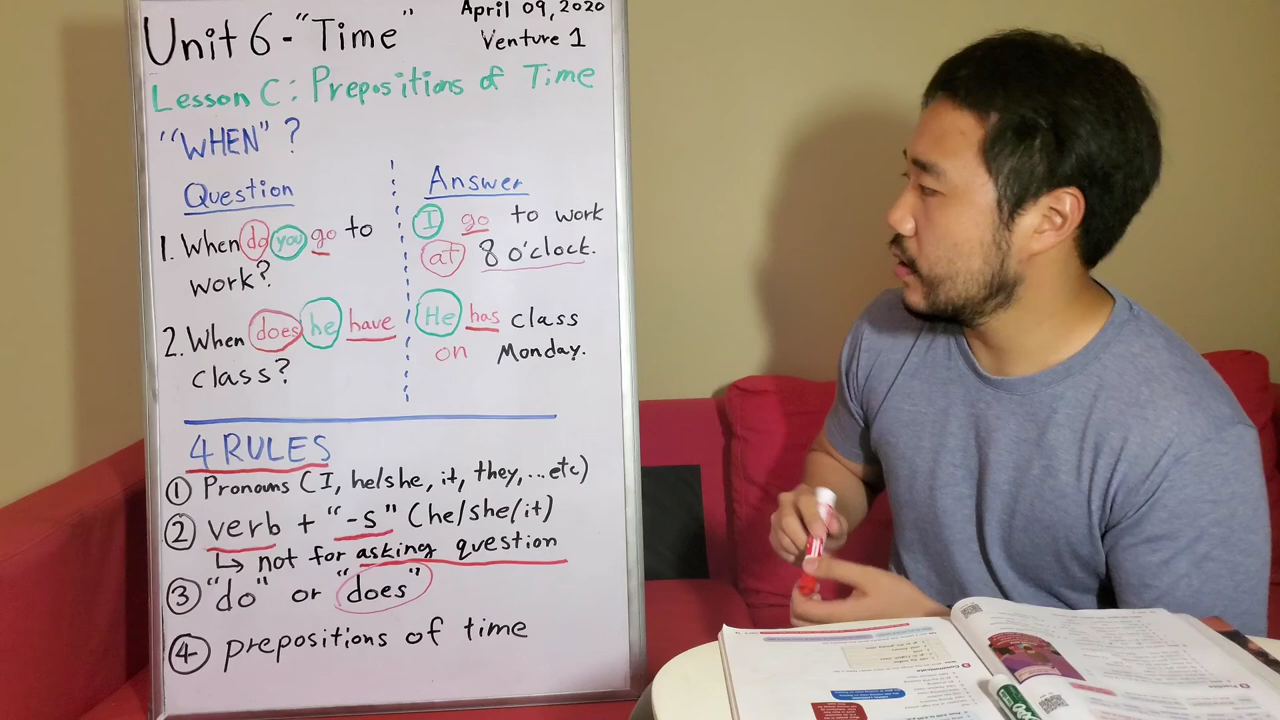 Unit 6 - "Time"
April 09, 2020
Venture 1
Lesson C: Prepositions of Time
"WHEN"?
Question
1. When do you go to
work?
2. When does he have
class?
Answer
I go to work
at 8 o'clock.
He has class
on Monday.
4 RULES
① Pronouns (I, he/she, it, they, ... etc)
② verb + "-s" (he/she/it)
↳ not for asking question
③ "do" or "does"
④ prepositions of time